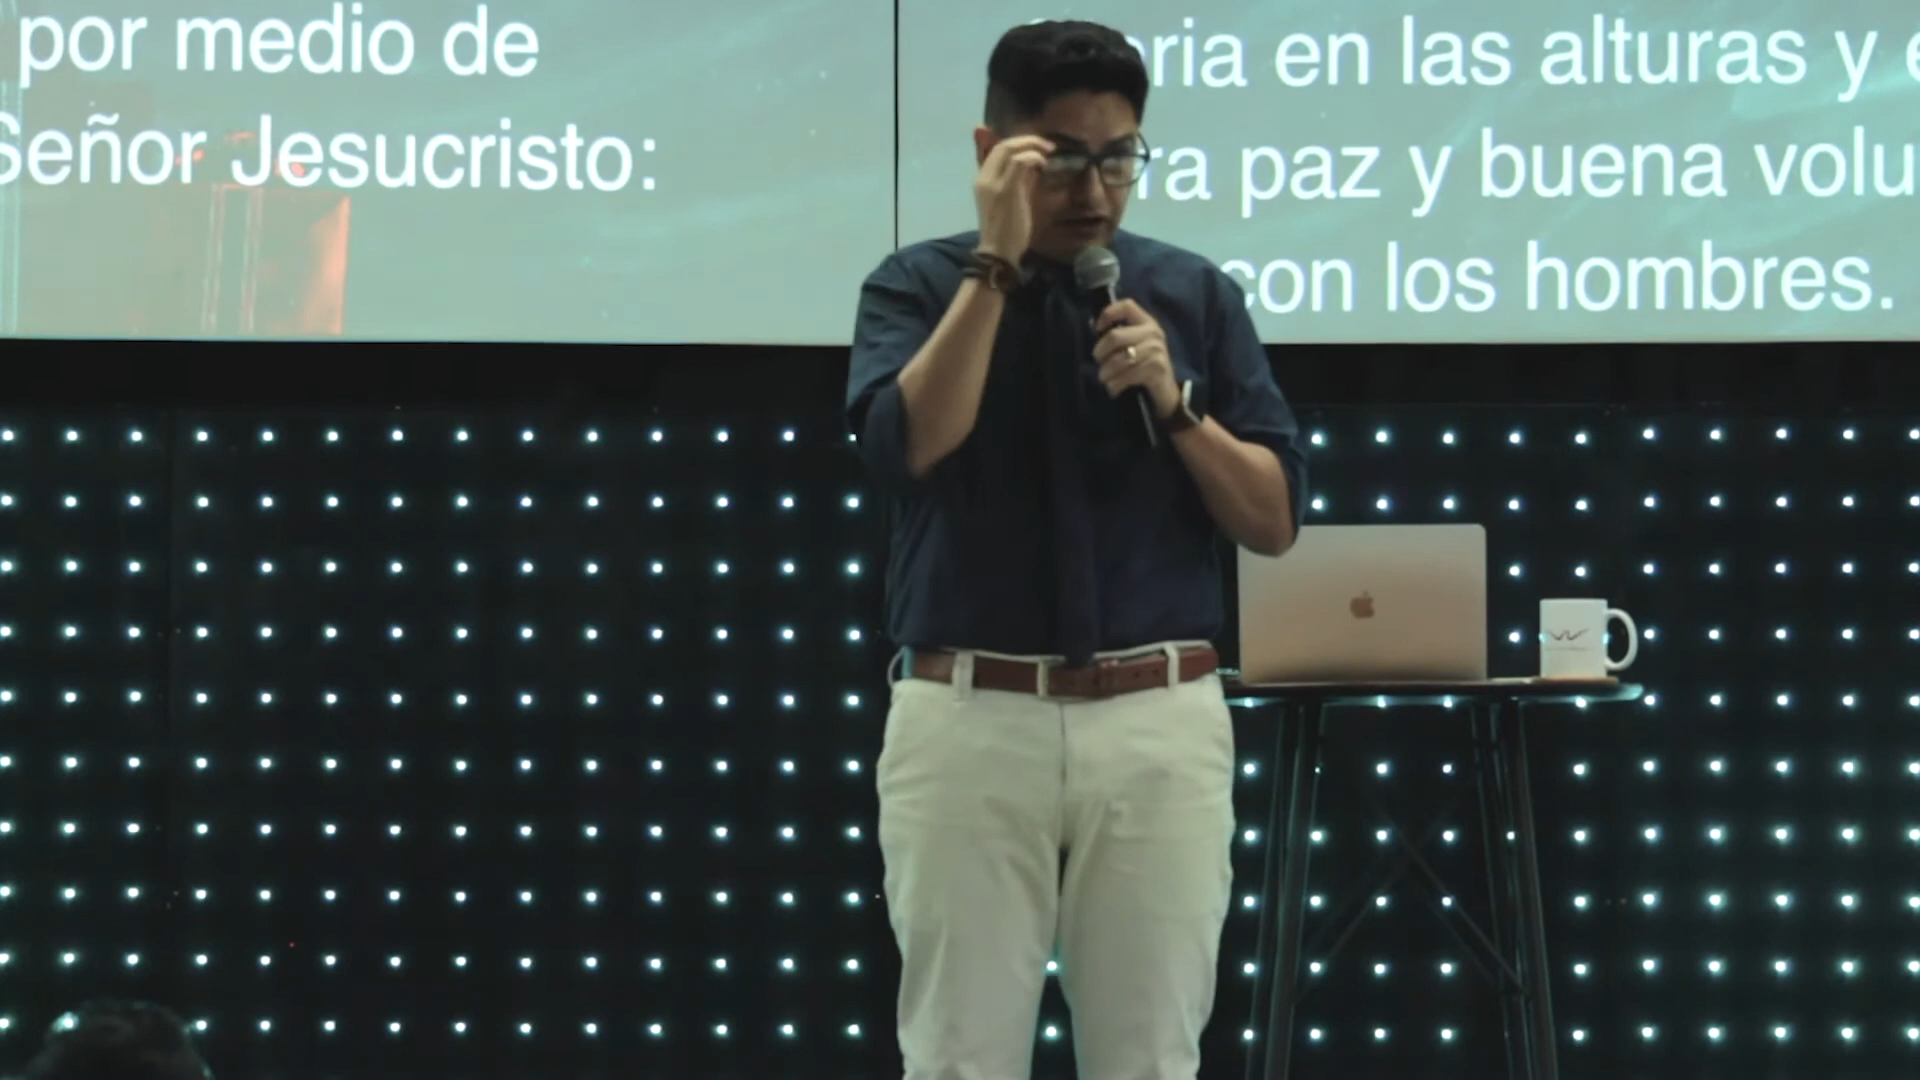 por medio de
Señor Jesucristo:
en las alturas y
paz y buena
con los hombres.